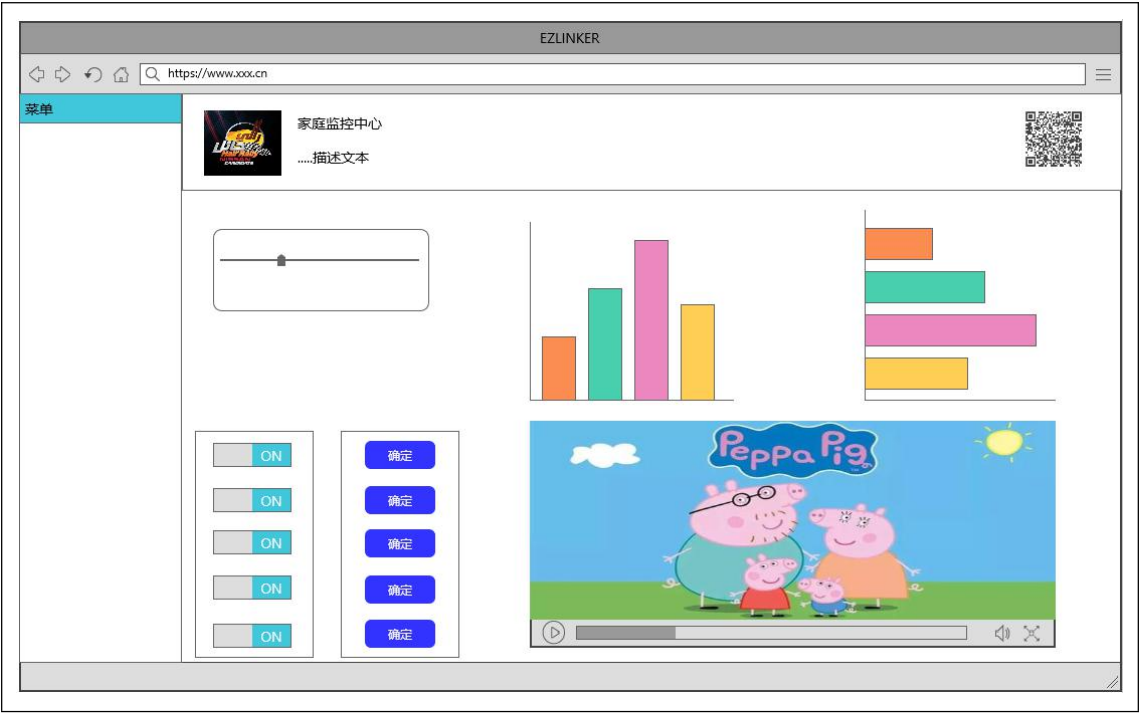 EZLINKER
https://www.xxx.cn
菜单
家庭监控中心
.....描述文本
Peppa Pig
ON
确定
ON
确定
ON
确定
ON
确定
ON
确定